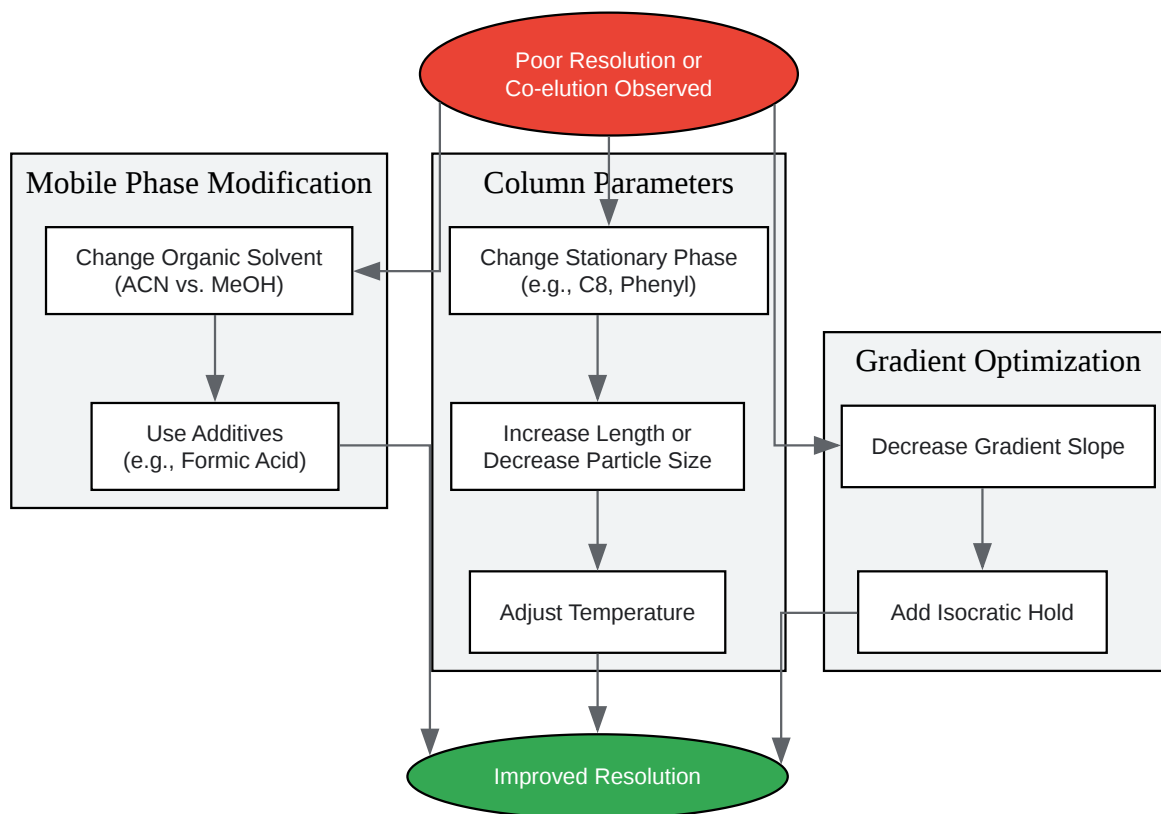 Poor Resolution or
Co-elution Observed
Mobile Phase Modification
Change Organic Solvent
(ACN vs. MeOH)
Use Additives
(e.g., Formic Acid)
Column Parameters
Change Stationary Phase
(e.g., C8, Phenyl)
Increase Length or
Decrease Particle Size
Adjust Temperature
Gradient Optimization
Decrease Gradient Slope
Add Isocratic Hold
Improved Resolution